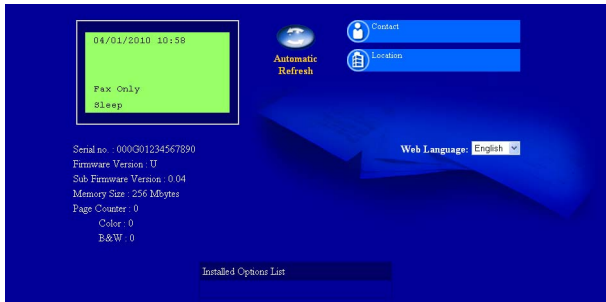 04/01/2010 10:58
Fax Only
Sleep
Automatic
Refresh
Contact
Location
Web Language: English
Serial no. : 000G01234567890
Firmware Version : U
Sub Firmware Version : 0.04
Memory Size : 256 Mbytes
Page Counter : 0
Color : 0
B&W : 0
Installed Options List